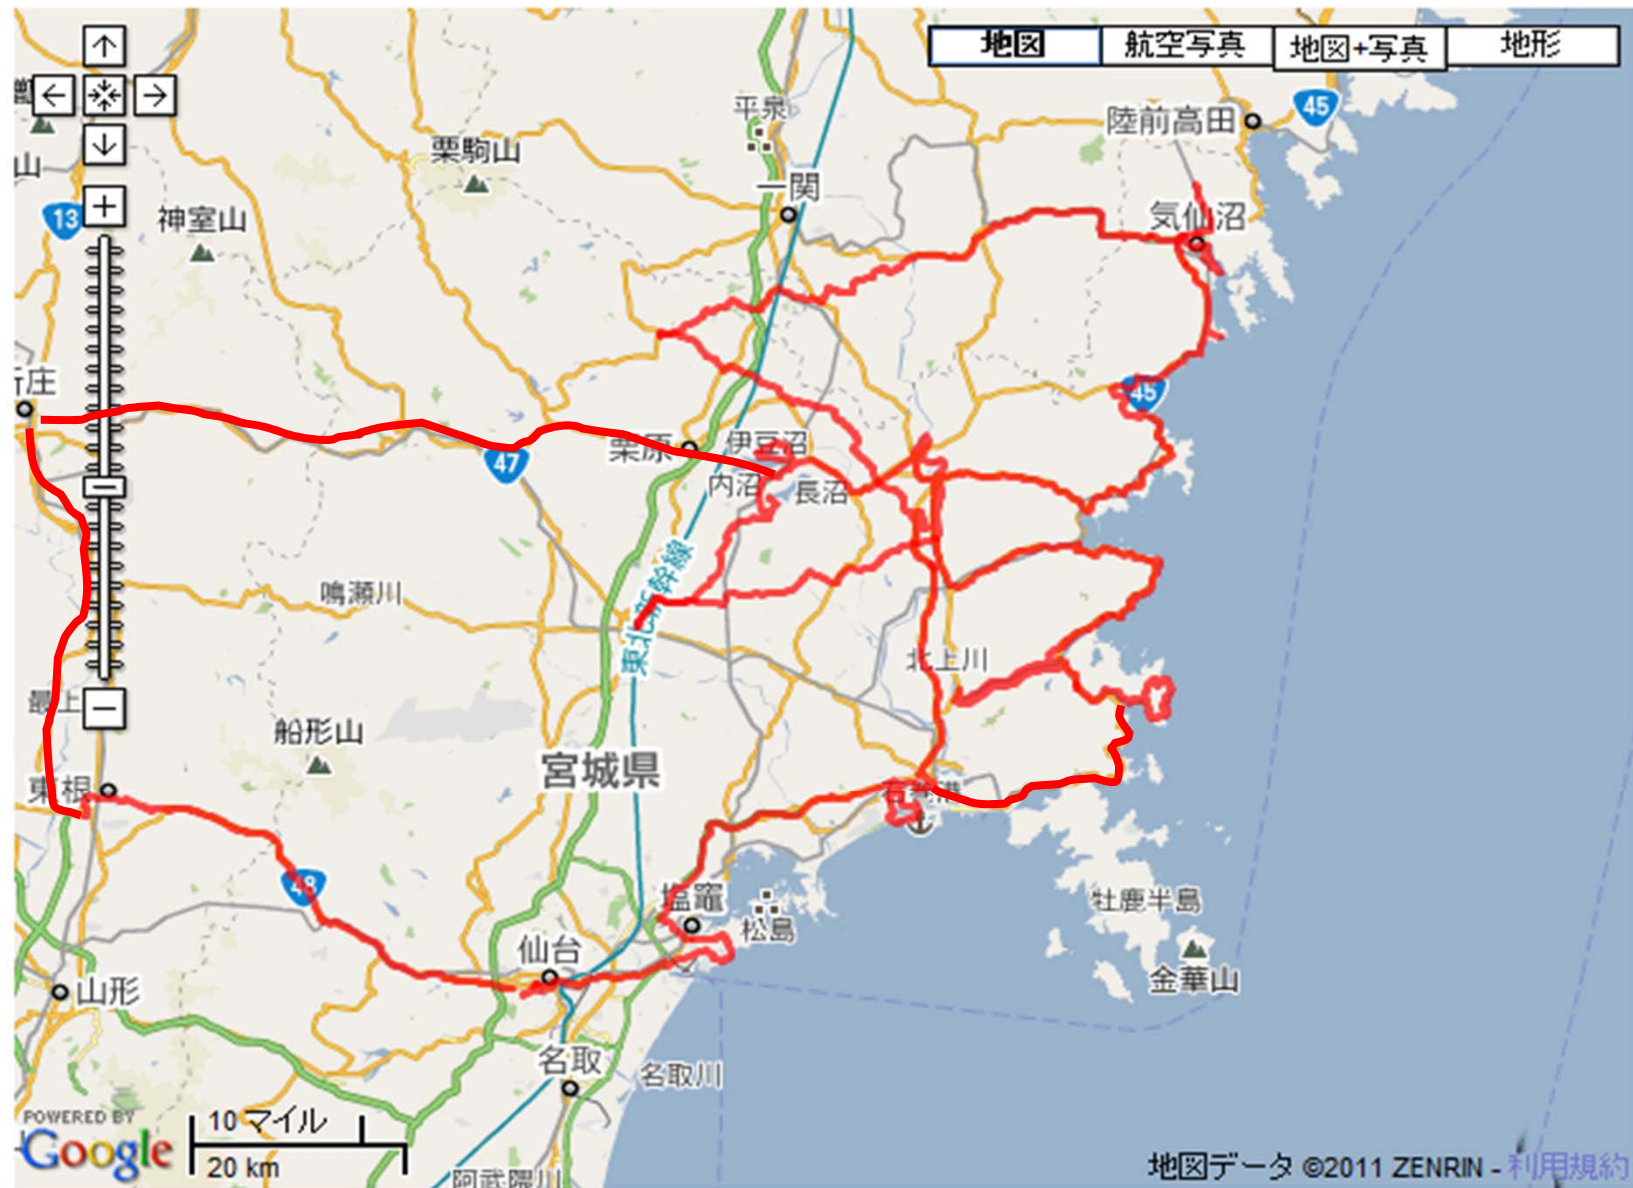 地図
航空写真
地図+写真
地形
平泉
陸前高田
45
栗駒山
山
一関
13
神室山
気仙沼
庄
45
栗原
伊豆沼
47
内沼
長沼
東北新幹線
鳴瀬川
北上川
最上
船形山
宮城県
東根
石巻港
48
塩竈
牡鹿半島
松島
仙台
金華山
山形
名取
名取川
POWERED BY
Google
10 マイル
20 km
地図データ ©2011 ZENRIN - 利用規約
阿武隈川